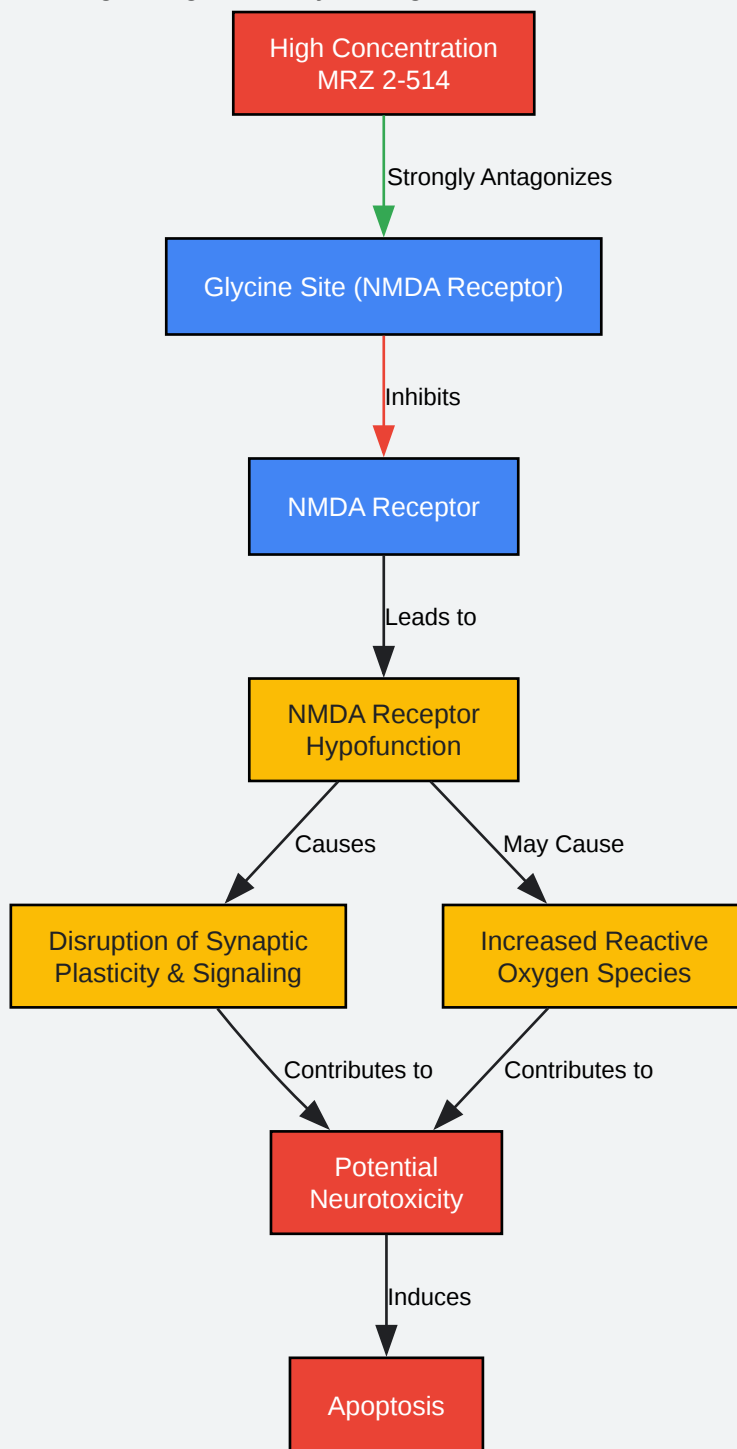 High Concentration
MRZ 2-514
Strongly Antagonizes
Glycine Site (NMDA Receptor)
Inhibits
NMDA Receptor
Leads to
NMDA Receptor
Hypofunction
Causes
May Cause
Disruption of Synaptic
Plasticity & Signaling
Increased Reactive
Oxygen Species
Contributes to
Contributes to
Potential
Neurotoxicity
Induces
Apoptosis